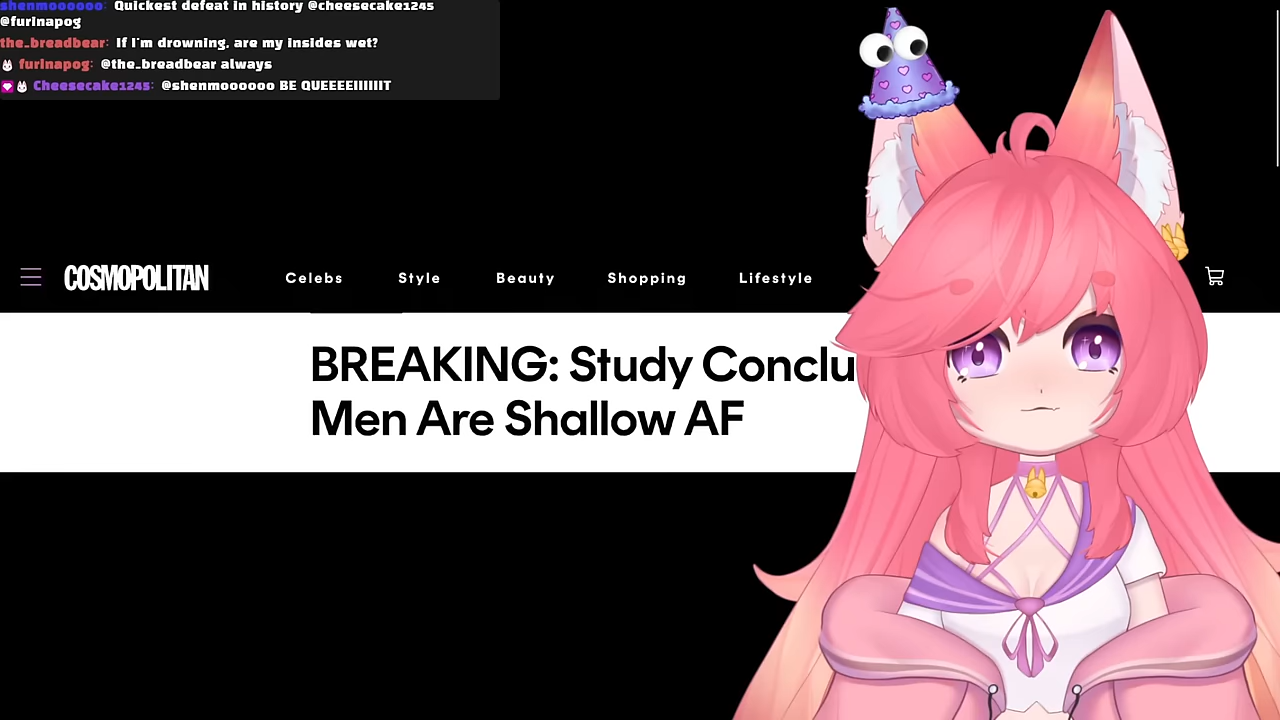 shenmoooooo: Quickest defeat in history @cheesecake1245
@furinapog
the_breadbear: If I'm drowning, are my insides wet?
furinapog: @the_breadbear always
Cheesecake1245: @shenmoooooo BE QUEEEEIIIIIIT
COSMOPOLITAN Celebs Style Beauty Shopping Lifestyle
BREAKING: Study Conclu
Men Are Shallow AF